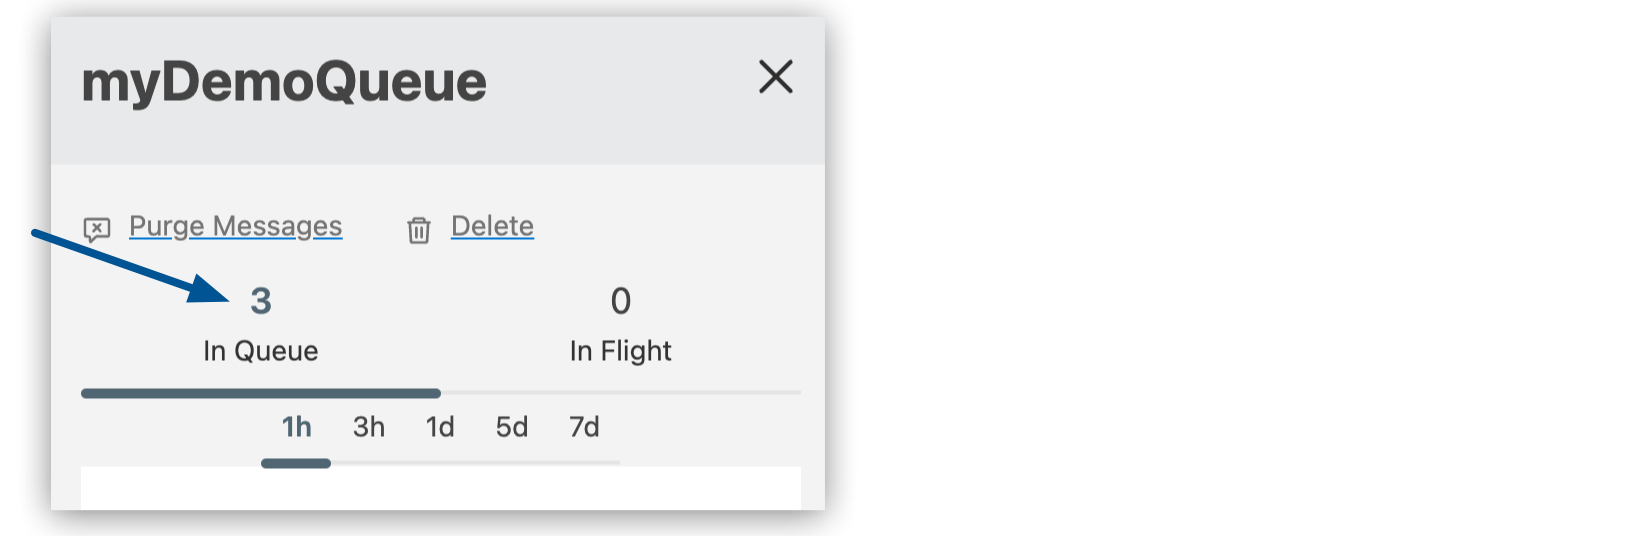 myDemoQueue
Purge Messages Delete
3 0
In Queue In Flight
1h 3h 1d 5d 7d